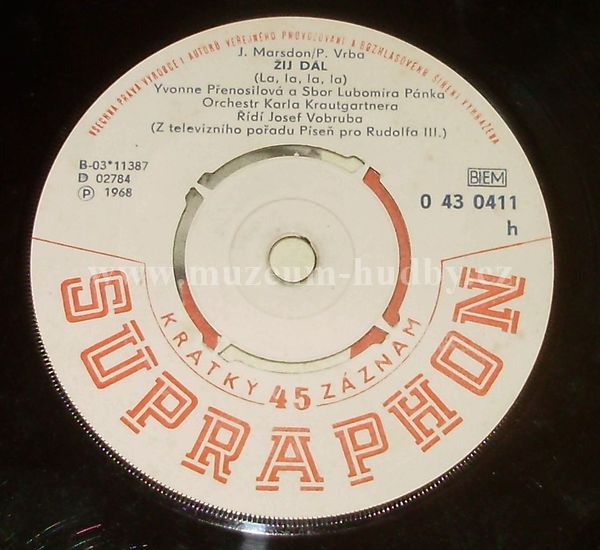 VŠECHNA PRÁVA VÝROBCE I AUTORŮ VEŘEJNÉHO PROVOZOVÁNÍ A ROZHLASOVÉHO ŠÍŘENÍ VYHRAZENA
J. Marsdon/P. Vrba
ŽIJ DÁL
(La, la, la, la)
Yvonne Přenosilová a Sbor Lubomíra Pánka
Orchestr Karla Krautgartnera
Řídí Josef Vobruba
(Z televizního pořadu Píseň pro Rudolfa III.)
B-03*11387
D 02784
Ⓟ 1968
BIEM
0 43 0411
h
www.muzeum-hudby.cz
KRATKY 45 ZÁZNAM
SUPRAPHON